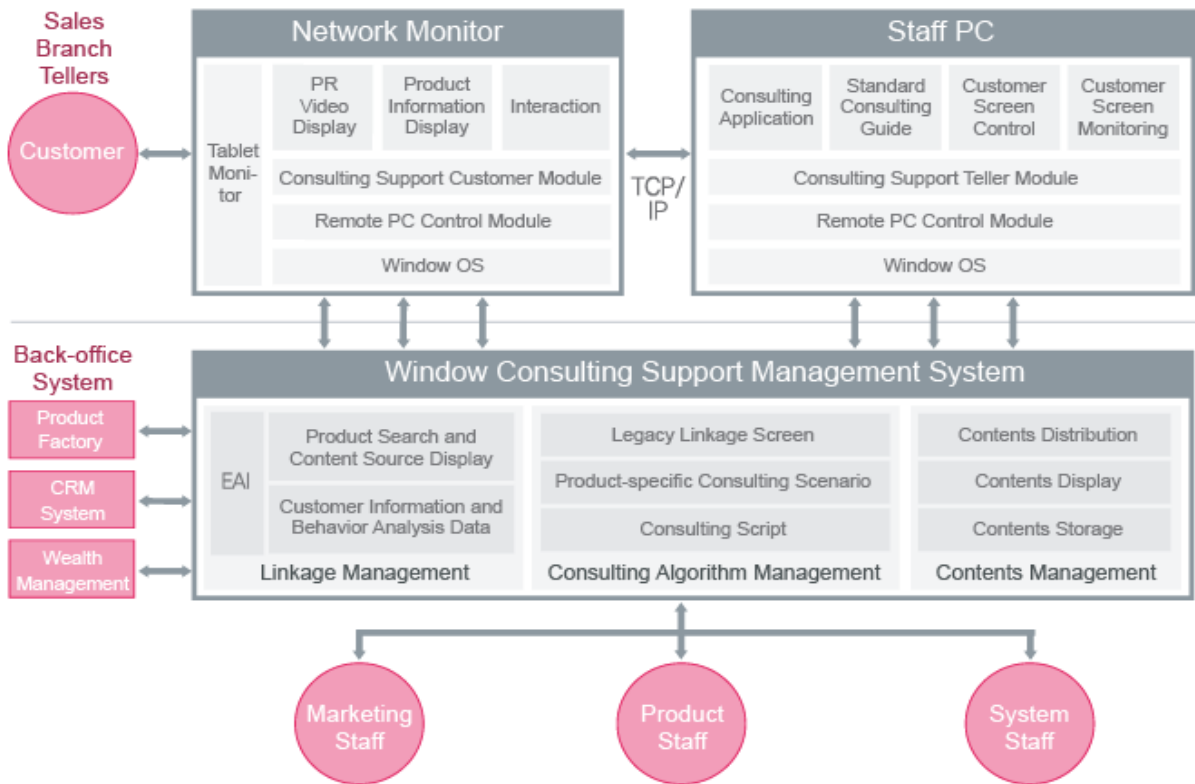 Sales
Branch
Tellers
Customer
Network Monitor
Tablet
Moni-
tor
PR
Video
Display
Product
Information
Display
Interaction
Consulting Support Customer Module
Remote PC Control Module
Window OS
TCP/
IP
Staff PC
Consulting
Application
Standard
Consulting
Guide
Customer
Screen
Control
Customer
Screen
Monitoring
Consulting Support Teller Module
Remote PC Control Module
Window OS
Back-office
System
Product
Factory
CRM
System
Wealth
Management
Window Consulting Support Management System
EAI
Product Search and
Content Source Display
Customer Information and
Behavior Analysis Data
Linkage Management
Legacy Linkage Screen
Product-specific Consulting Scenario
Consulting Script
Consulting Algorithm Management
Contents Distribution
Contents Display
Contents Storage
Contents Management
Marketing
Staff
Product
Staff
System
Staff